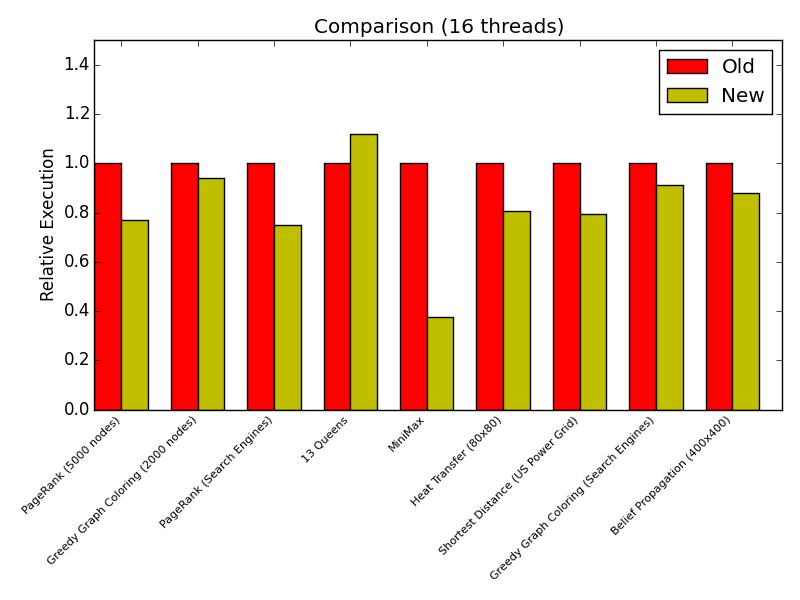 Comparison (16 threads)
Old
New
Relative Execution
1.4
1.2
1.0
0.8
0.6
0.4
0.2
0.0
PageRank (5000 nodes)
Greedy Graph Coloring (2000 nodes)
PageRank (Search Engines)
13 Queens
MiniMax
Heat Transfer (80x80)
Shortest Distance (US Power Grid)
Greedy Graph Coloring (Search Engines)
Belief Propagation (400x400)